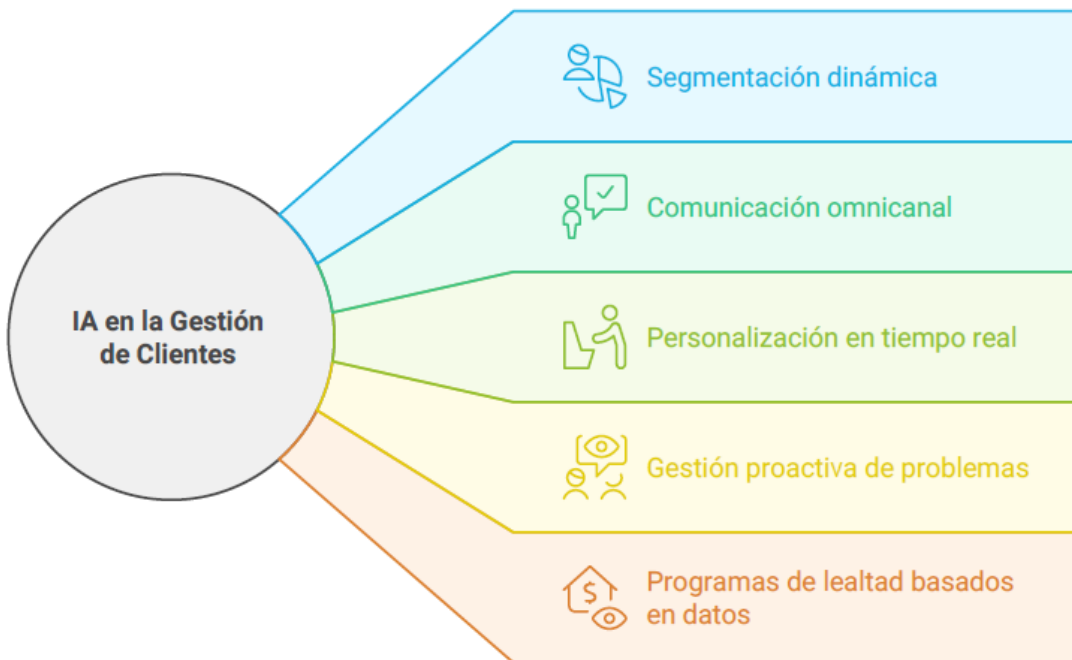 IA en la Gestión
de Clientes
Segmentación dinámica
Comunicación omnicanal
Personalización en tiempo real
Gestión proactiva de problemas
Programas de lealtad basados
en datos